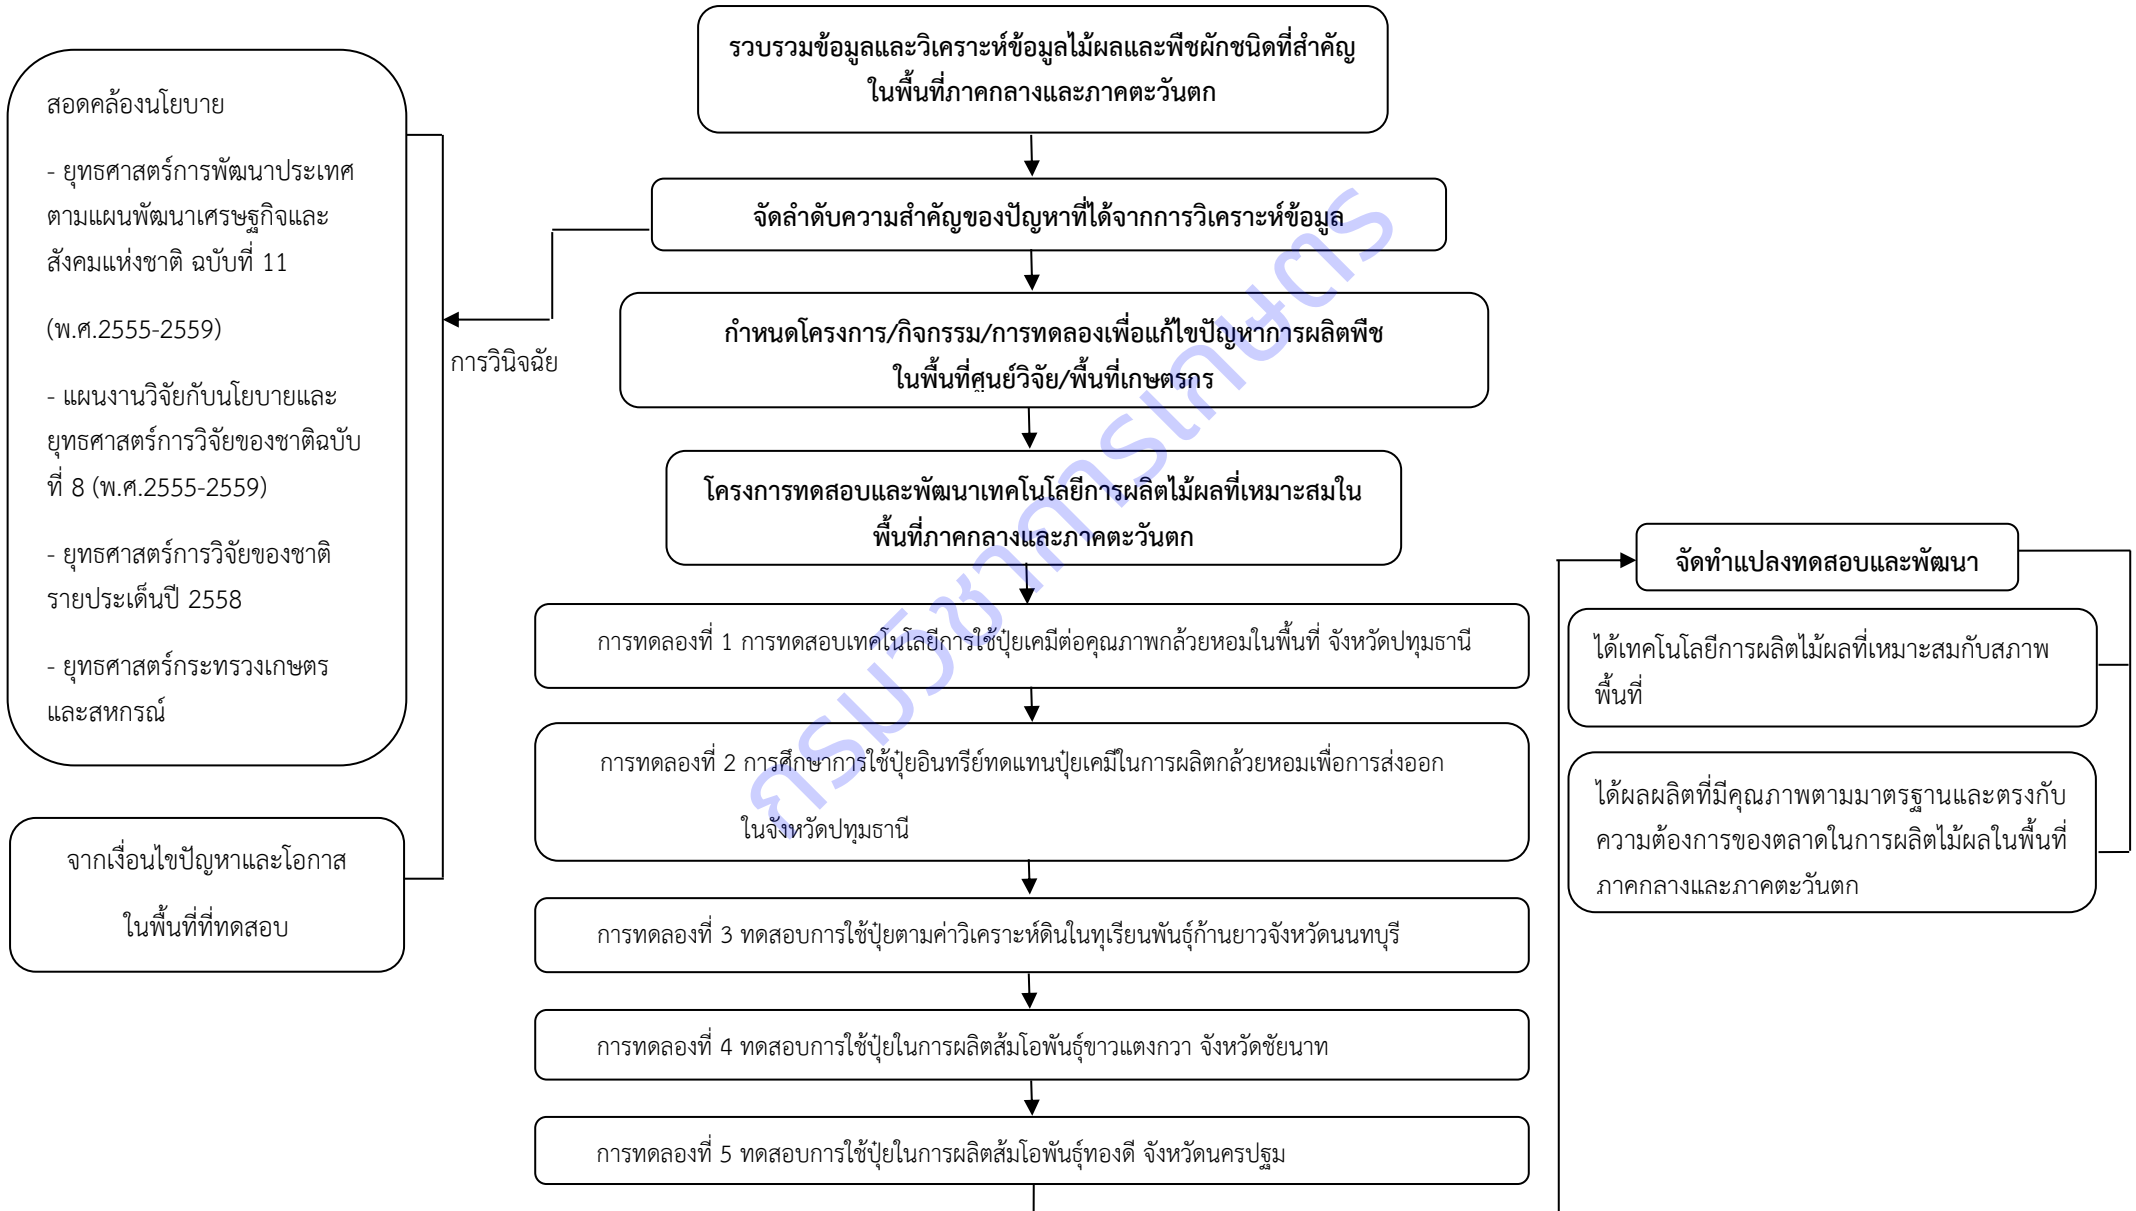 รวบรวมข้อมูลและวิเคราะห์ข้อมูลไม้ผลและพืชผักชนิดที่สำคัญ
ในพื้นที่ภาคกลางและภาคตะวันตก
สอดคล้องนโยบาย
- ยุทธศาสตร์การพัฒนาประเทศ
ตามแผนพัฒนาเศรษฐกิจและ
สังคมแห่งชาติ ฉบับที่ 11
(พ.ศ.2555-2559)
- แผนงานวิจัยกับนโยบายและ
ยุทธศาสตร์การวิจัยของชาติฉบับ
ที่ 8 (พ.ศ.2555-2559)
- ยุทธศาสตร์การวิจัยของชาติ
รายประเด็นปี 2558
- ยุทธศาสตร์กระทรวงเกษตร
และสหกรณ์
จากเงื่อนไขปัญหาและโอกาส
ในพื้นที่ที่ทดสอบ
การวินิจฉัย
จัดลำดับความสำคัญของปัญหาที่ได้จากการวิเคราะห์ข้อมูล
กำหนดโครงการ/กิจกรรม/การทดลองเพื่อแก้ไขปัญหาการผลิตพืช
ในพื้นที่ศูนย์วิจัย/พื้นที่เกษตรกร
โครงการทดสอบและพัฒนาเทคโนโลยีการผลิตไม้ผลที่เหมาะสมใน
พื้นที่ภาคกลางและภาคตะวันตก
การทดลองที่ 1 การทดสอบเทคโนโลยีการใช้ปุ๋ยเคมีต่อคุณภาพกล้วยหอมในพื้นที่ จังหวัดปทุมธานี
การทดลองที่ 2 การศึกษาการใช้ปุ๋ยอินทรีย์ทดแทนปุ๋ยเคมีในการผลิตกล้วยหอมเพื่อการส่งออก
ในจังหวัดปทุมธานี
การทดลองที่ 3 ทดสอบการใช้ปุ๋ยตามค่าวิเคราะห์ดินในทุเรียนพันธุ์ก้านยาวจังหวัดนนทบุรี
การทดลองที่ 4 ทดสอบการใช้ปุ๋ยในการผลิตส้มโอพันธุ์ขาวแตงกวา จังหวัดชัยนาท
การทดลองที่ 5 ทดสอบการใช้ปุ๋ยในการผลิตส้มโอพันธุ์ทองดี จังหวัดนครปฐม
จัดทำแปลงทดสอบและพัฒนา
ได้เทคโนโลยีการผลิตไม้ผลที่เหมาะสมกับสภาพ
พื้นที่
ได้ผลผลิตที่มีคุณภาพตามมาตรฐานและตรงกับ
ความต้องการของตลาดในการผลิตไม้ผลในพื้นที่
ภาคกลางและภาคตะวันตก
กรมวิชาการเกษตร